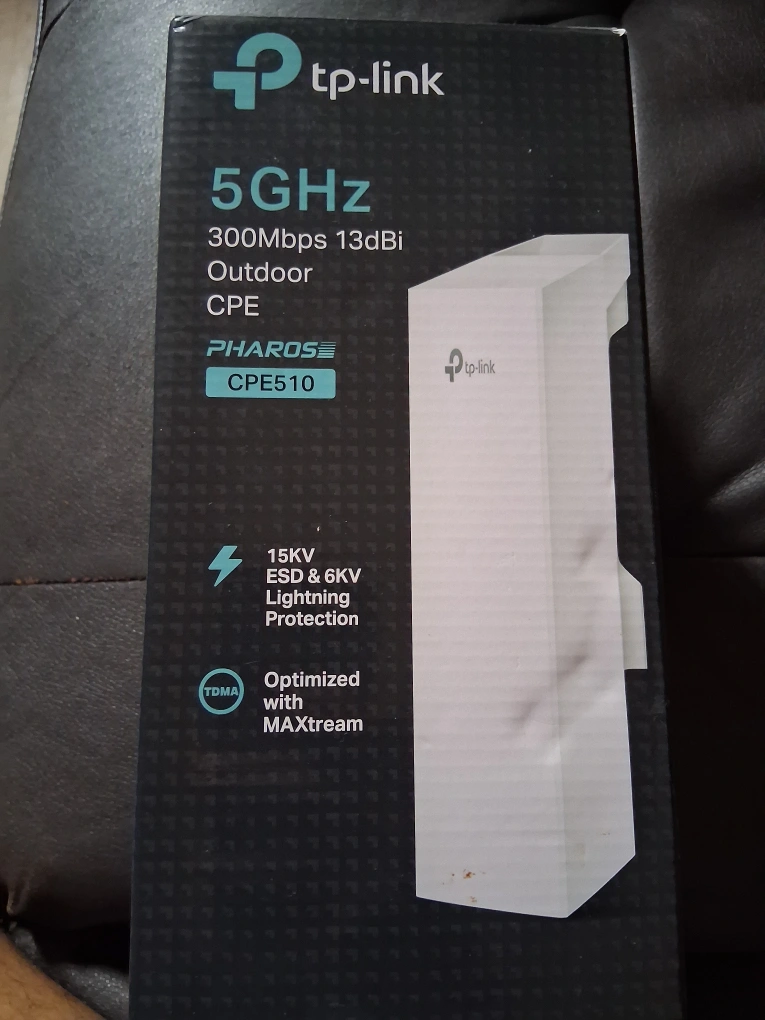 tp-link
5GHz
300Mbps 13dBi
Outdoor
CPE
PHAROS
CPE510
tp-link
15KV
ESD & 6KV
Lightning
Protection
TDMA
Optimized
with
MAXtream